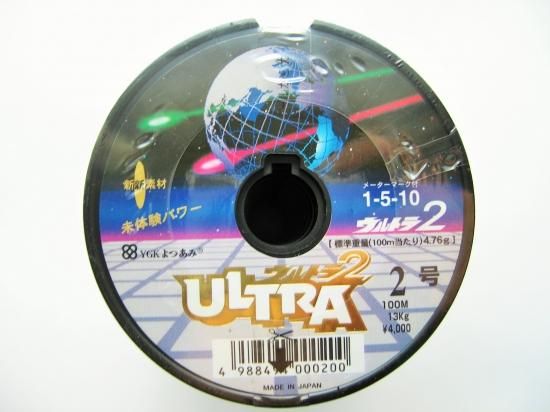 新素材
未体験パワー
YGKよつあみ®
メーターマーク付
1-5-10
ウルトラ2
[標準重量(100m当たり)4.76g]
ウルトラ2
ULTRA
2号
100M
13Kg
¥4,000
000200
MADE IN JAPAN